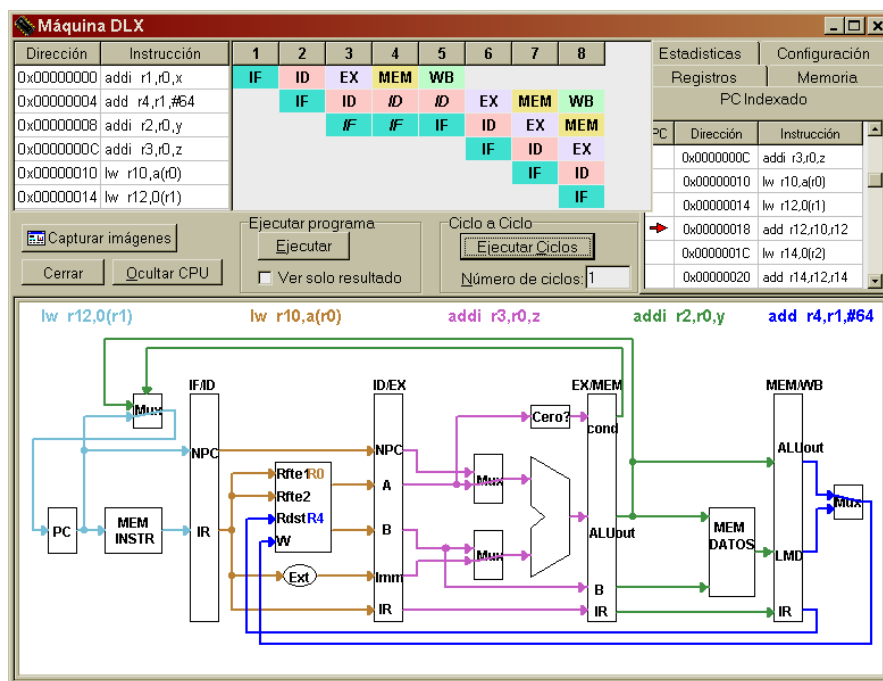 Máquina DLX
Dirección Instrucción 1 2 3 4 5 6 7 8
0x00000000 addi r1,r0,x IF ID EX MEM WB
0x00000004 add r4,r1,#64 IF ID ID ID EX MEM WB
0x00000008 addi r2,r0,y IF IF IF ID EX MEM
0x0000000C addi r3,r0,z IF ID EX
0x00000010 lw r10,a(r0) IF ID
0x00000014 lw r12,0(r1) IF
Estadisticas Configuración
Registros Memoria
PC Indexado
PC Dirección Instrucción
0x0000000C addi r3,r0,z
0x00000010 lw r10,a(r0)
0x00000014 lw r12,0(r1)
0x00000018 add r12,r10,r12
0x0000001C lw r14,0(r2)
0x00000020 add r14,r12,r14
Capturar imágenes
Cerrar Ocultar CPU
Ejecutar programa
Ejecutar
Ver solo resultado
Ciclo a Ciclo
Ejecutar Ciclos
Número de ciclos: 1
lw r12,0(r1) lw r10,a(r0) addi r3,r0,z addi r2,r0,y add r4,r1,#64
IF/ID ID/EX EX/MEM MEM/WB
Mux Cero? cond
NPC NPC ALUout
Rfte1 R0 A Mux
Rfte2
Rdst R4
W B
PC MEM INSTR IR ALUout MEM DATOS Mux
Mux LMD
Ext Imm B
IR IR IR